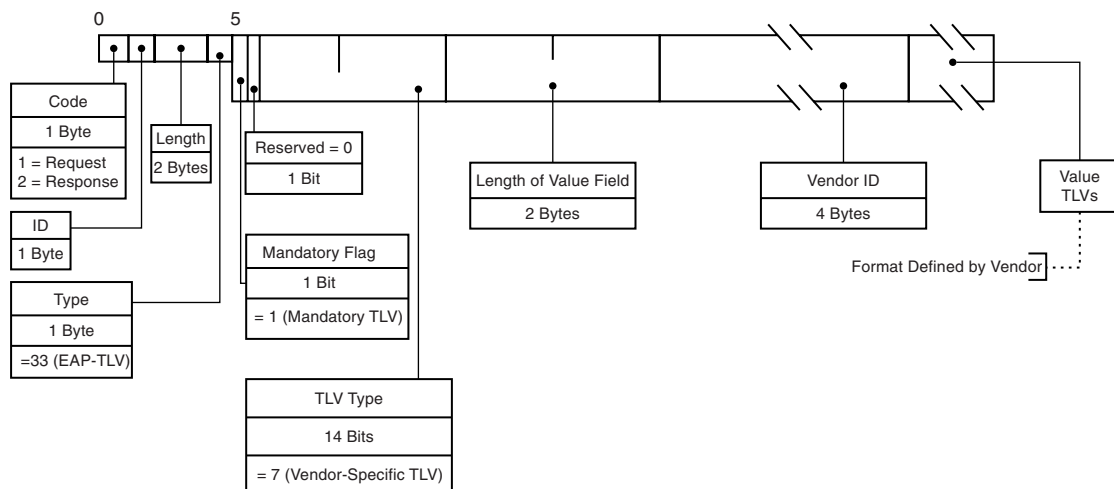 0
5
Code
1 Byte
1 = Request
2 = Response
Length
2 Bytes
Reserved = 0
1 Bit
Length of Value Field
2 Bytes
Vendor ID
4 Bytes
Value
TLVs
ID
1 Byte
Mandatory Flag
1 Bit
= 1 (Mandatory TLV)
Format Defined by Vendor
Type
1 Byte
=33 (EAP-TLV)
TLV Type
14 Bits
= 7 (Vendor-Specific TLV)